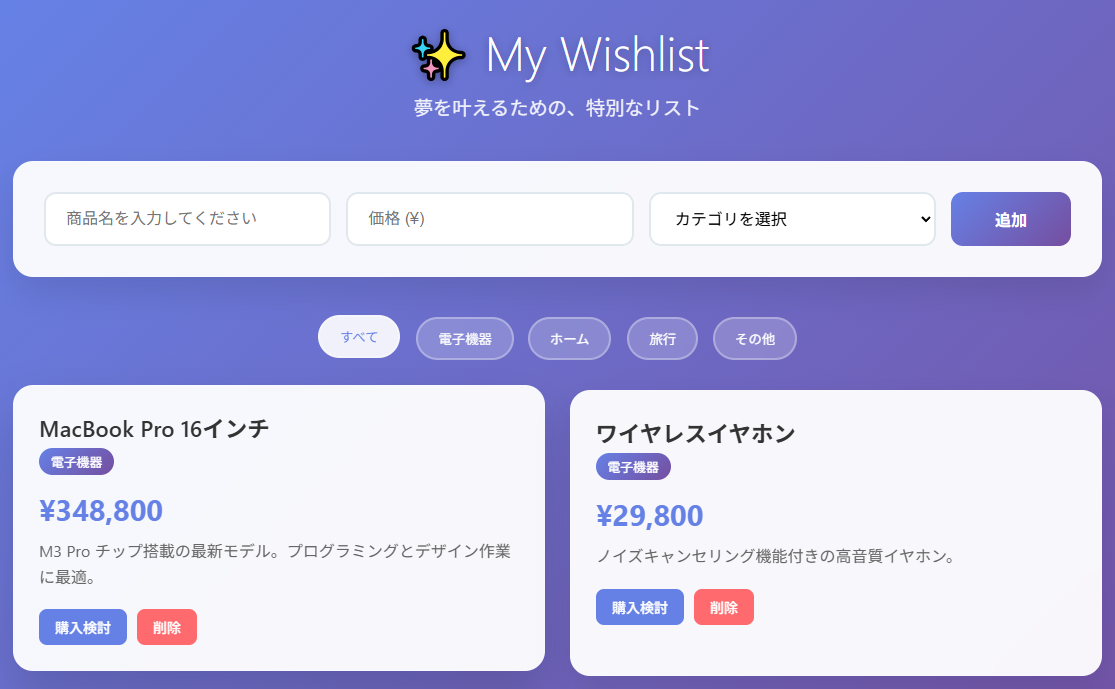 My Wishlist
夢を叶えるための、特別なリスト
商品名を入力してください
価格 (¥)
カテゴリを選択
追加
すべて
電子機器
ホーム
旅行
その他
MacBook Pro 16インチ
電子機器
¥348,800
M3 Pro チップ搭載の最新モデル。プログラミングとデザイン作業
に最適。
購入検討
削除
ワイヤレスイヤホン
電子機器
¥29,800
ノイズキャンセリング機能付きの高音質イヤホン。
購入検討
削除